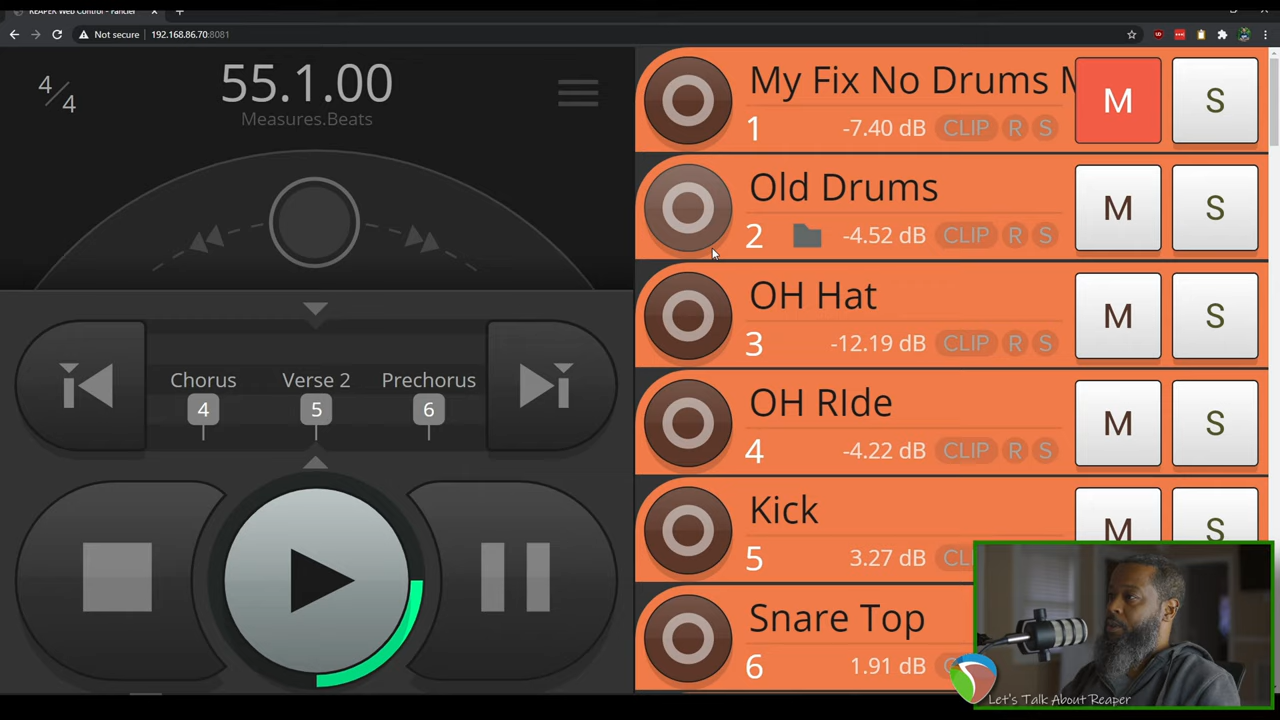 REAPER Web Control - Fancier
Not secure
192.168.86.70:8081
4/4
55.1.00
Measures.Beats
Chorus
Verse 2
Prechorus
4
5
6
My Fix No Drums
M
S
1
-7.40 dB
CLIP
R
S
Old Drums
M
S
2
-4.52 dB
CLIP
R
S
OH Hat
M
S
3
-12.19 dB
CLIP
R
S
OH RIde
M
S
4
-4.22 dB
CLIP
R
S
Kick
M
S
5
3.27 dB
Snare Top
6
1.91 dB
Let's Talk About Reaper